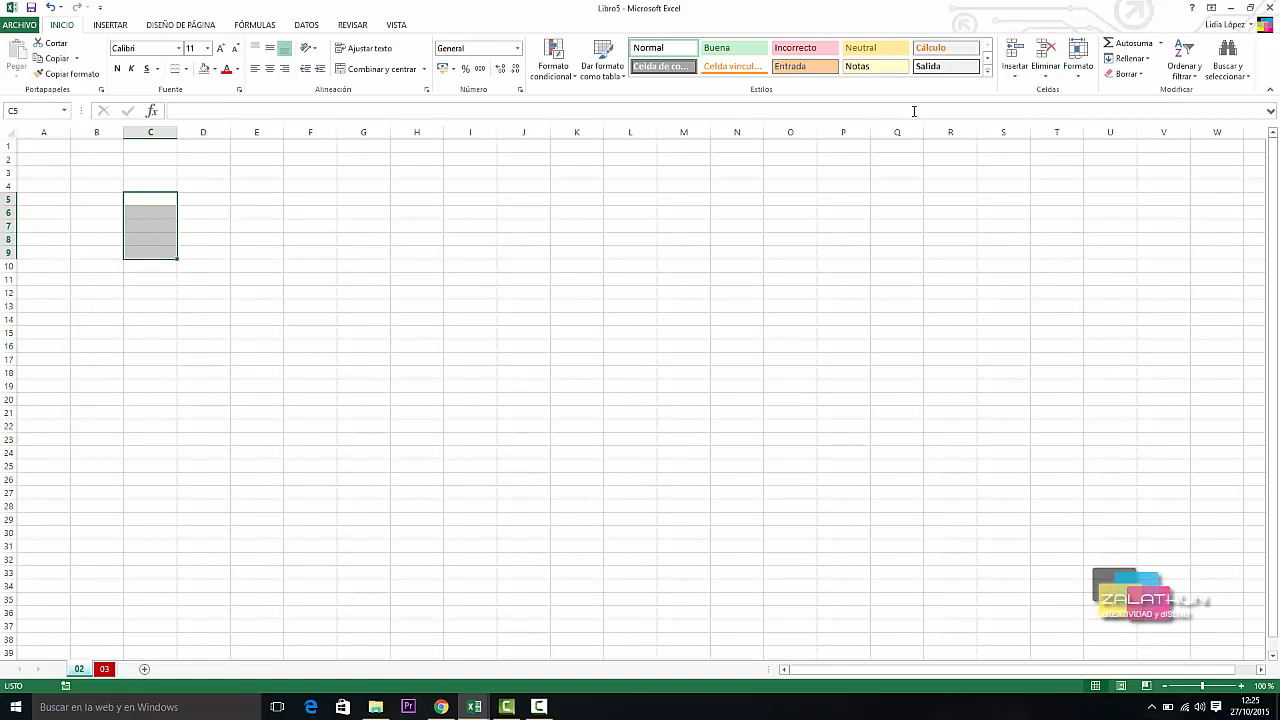 Libro5 - Microsoft Excel
ARCHIVO INICIO INSERTAR DISEÑO DE PÁGINA FÓRMULAS DATOS REVISAR VISTA Lidia López
Pegar Cortar Copiar Copiar formato Portapapeles
Calibri 11 N K S A Fuente
Ajustar texto Combinar y centrar Alineación
General % 000 Número
Formato condicional Dar formato como tabla
Normal Buena Incorrecto Neutral Cálculo
Celda de co... Celda vincul... Entrada Notas Salida
Estilos
Insertar Eliminar Formato Celdas
Autosuma Rellenar Borrar Ordenar y filtrar Buscar y seleccionar Modificar
C5 fx
A B C D E F G H I J K L M N O P Q R S T U V W
1
2
3
4
5
6
7
8
9
10
11
12
13
14
15
16
17
18
19
20
21
22
23
24
25
26
27
28
29
30
31
32
33
34
35
36
37
38
39
ZALATHUN
CREATIVIDAD y dISEÑO
02 03
LISTO 100 %
Buscar en la web y en Windows
12:25
27/10/2015